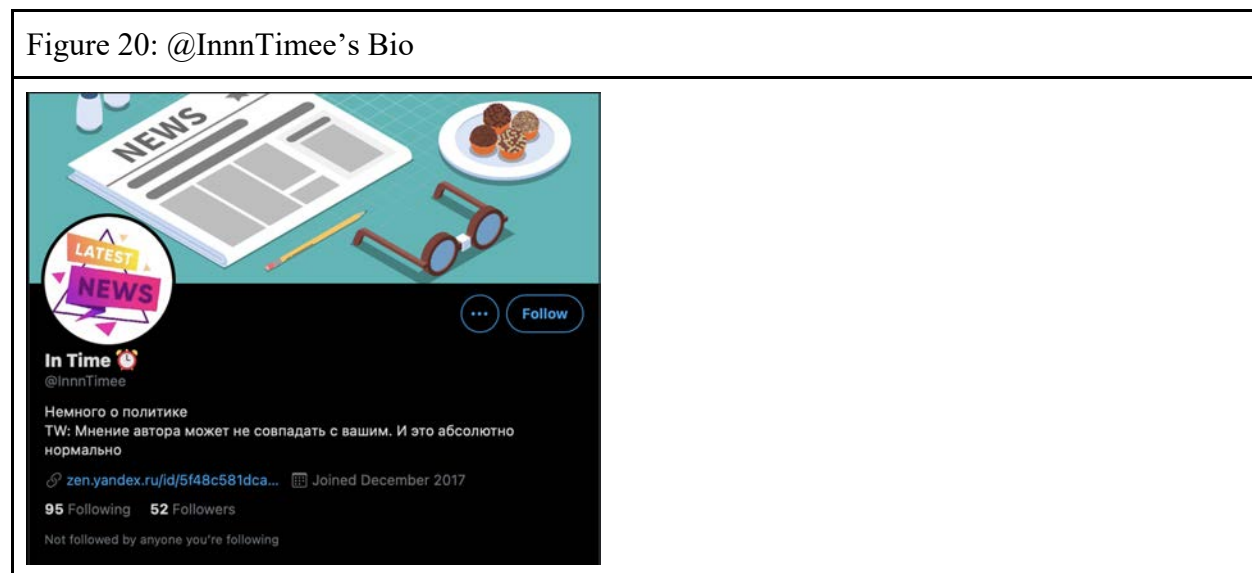 Figure 20: @InnnTimee’s Bio
NEWS
LATEST
NEWS
Follow
In Time ⏰
@InnnTimee
Немного о политике
TW: Мнение автора может не совпадать с вашим. И это абсолютно
нормально
zen.yandex.ru/id/5f48c581dca... Joined December 2017
95 Following 52 Followers
Not followed by anyone you’re following